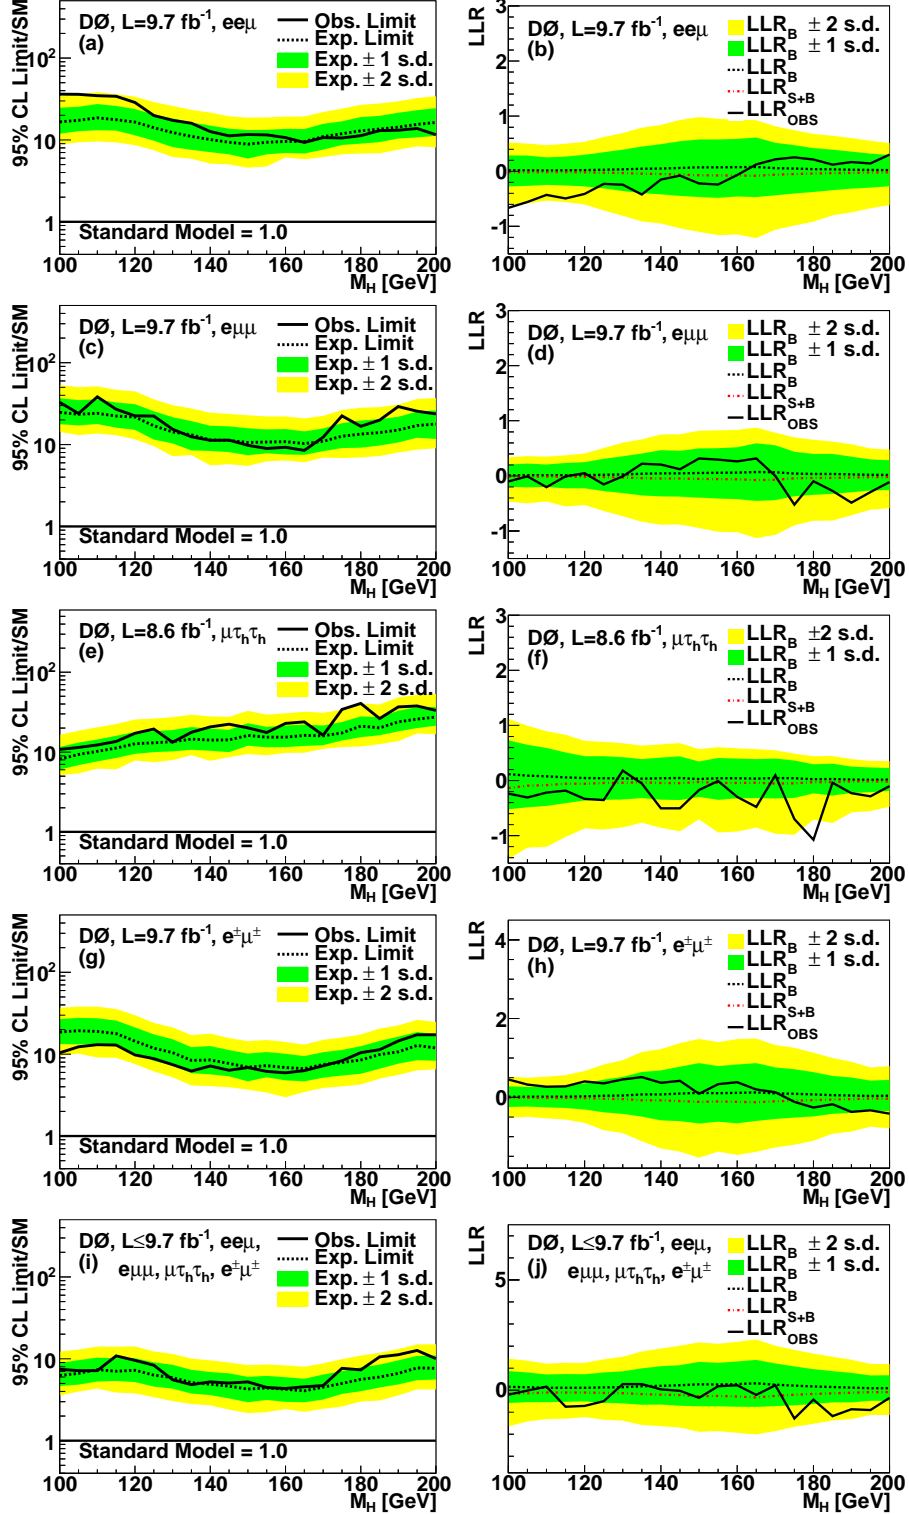 95% CL Limit/SM
DØ, L=9.7 fb⁻¹, eeμ
(a)
Obs. Limit
Exp. Limit
Exp. ± 1 s.d.
Exp. ± 2 s.d.
10²
10
1
Standard Model = 1.0
100 120 140 160 180 200
M_H [GeV]
LLR
DØ, L=9.7 fb⁻¹, eeμ
(b)
LLR_B ± 2 s.d.
LLR_B ± 1 s.d.
LLR_B
LLR_S+B
LLR_OBS
3
2
1
0
-1
100 120 140 160 180 200
M_H [GeV]
95% CL Limit/SM
DØ, L=9.7 fb⁻¹, eμμ
(c)
Obs. Limit
Exp. Limit
Exp. ± 1 s.d.
Exp. ± 2 s.d.
10²
10
1
Standard Model = 1.0
100 120 140 160 180 200
M_H [GeV]
LLR
DØ, L=9.7 fb⁻¹, eμμ
(d)
LLR_B ± 2 s.d.
LLR_B ± 1 s.d.
LLR_B
LLR_S+B
LLR_OBS
3
2
1
0
-1
100 120 140 160 180 200
M_H [GeV]
95% CL Limit/SM
DØ, L=8.6 fb⁻¹, μτ_hτ_h
(e)
Obs. Limit
Exp. Limit
Exp. ± 1 s.d.
Exp. ± 2 s.d.
10²
10
1
Standard Model = 1.0
100 120 140 160 180 200
M_H [GeV]
LLR
DØ, L=8.6 fb⁻¹, μτ_hτ_h
(f)
LLR_B ±2 s.d.
LLR_B ± 1 s.d.
LLR_B
LLR_S+B
LLR_OBS
3
2
1
0
-1
100 120 140 160 180 200
M_H [GeV]
95% CL Limit/SM
DØ, L=9.7 fb⁻¹, e^±μ^±
(g)
Obs. Limit
Exp. Limit
Exp. ± 1 s.d.
Exp. ± 2 s.d.
10²
10
1
Standard Model = 1.0
100 120 140 160 180 200
M_H [GeV]
LLR
DØ, L=9.7 fb⁻¹, e^±μ^±
(h)
LLR_B ± 2 s.d.
LLR_B ± 1 s.d.
LLR_B
LLR_S+B
LLR_OBS
4
2
0
100 120 140 160 180 200
M_H [GeV]
95% CL Limit/SM
DØ, L≤9.7 fb⁻¹, eeμ,
(i) eμμ, μτ_hτ_h, e^±μ^±
Obs. Limit
Exp. Limit
Exp. ± 1 s.d.
Exp. ± 2 s.d.
10²
10
1
Standard Model = 1.0
100 120 140 160 180 200
M_H [GeV]
LLR
DØ, L≤9.7 fb⁻¹, eeμ,
(j) eμμ, μτ_hτ_h, e^±μ^±
LLR_B ± 2 s.d.
LLR_B ± 1 s.d.
LLR_B
LLR_S+B
LLR_OBS
5
0
100 120 140 160 180 200
M_H [GeV]